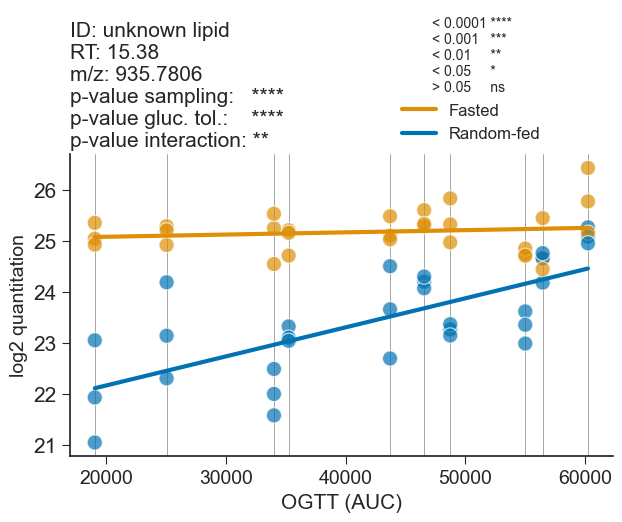 ID: unknown lipid
RT: 15.38
m/z: 935.7806
p-value sampling: ****
p-value gluc. tol.: ****
p-value interaction: **
< 0.0001 ****
< 0.001 ***
< 0.01 **
< 0.05 *
> 0.05 ns
Fasted
Random-fed
log2 quantitation
26
25
24
23
22
21
20000 30000 40000 50000 60000
OGTT (AUC)